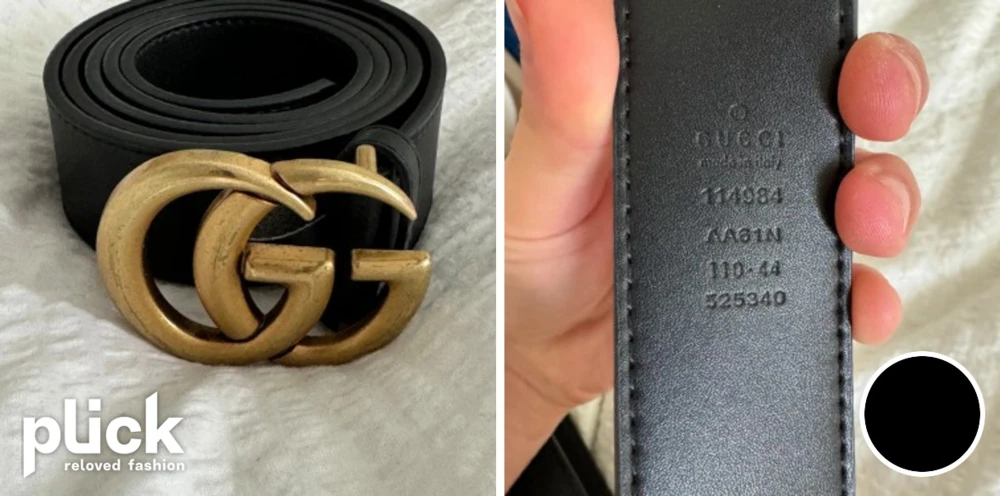 plick
reloved fashion
GUCCI
made in italy
114984
AA61N
110·44
525340